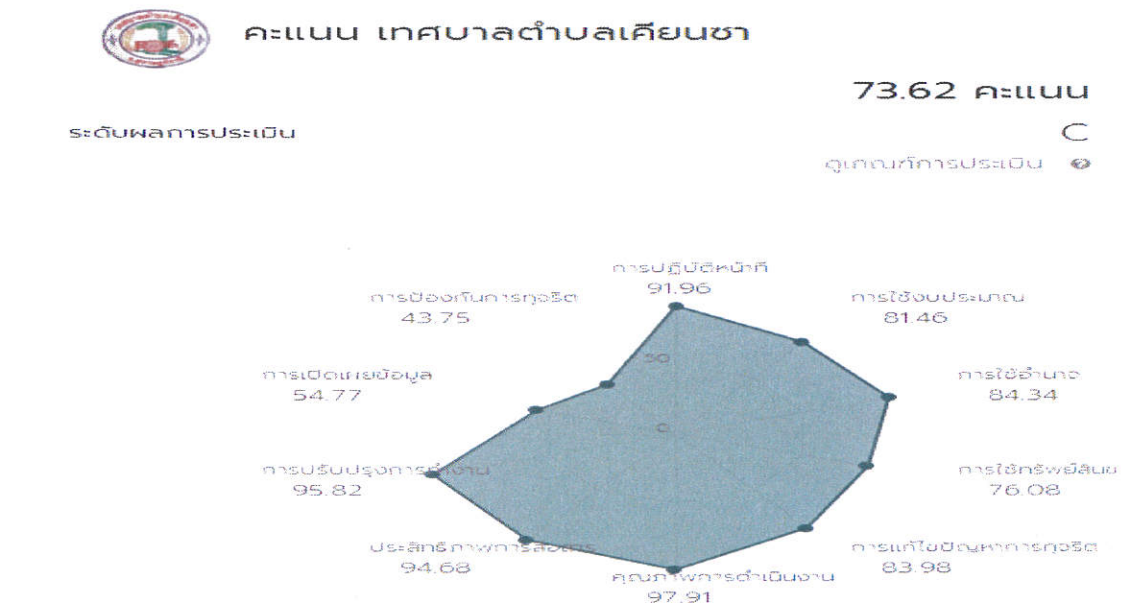 คะแนน เทศบาลตำบลเคียนซา
73.62 คะแนน
ระดับผลการประเมิน
C
ดูเกณฑ์การประเมิน
การปฏิบัติหน้าที่
91.96
การป้องกันการทุจริต
43.75
การใช้งบประมาณ
81.46
50
การเปิดเผยข้อมูล
54.77
การใช้อำนาจ
84.34
0
การปรับปรุงการทำงาน
95.82
การใช้ทรัพย์สินข
76.08
ประสิทธิภาพการสื่อสาร
94.68
การแก้ไขปัญหาการทุจริต
83.98
คุณภาพการดำเนินงาน
97.91